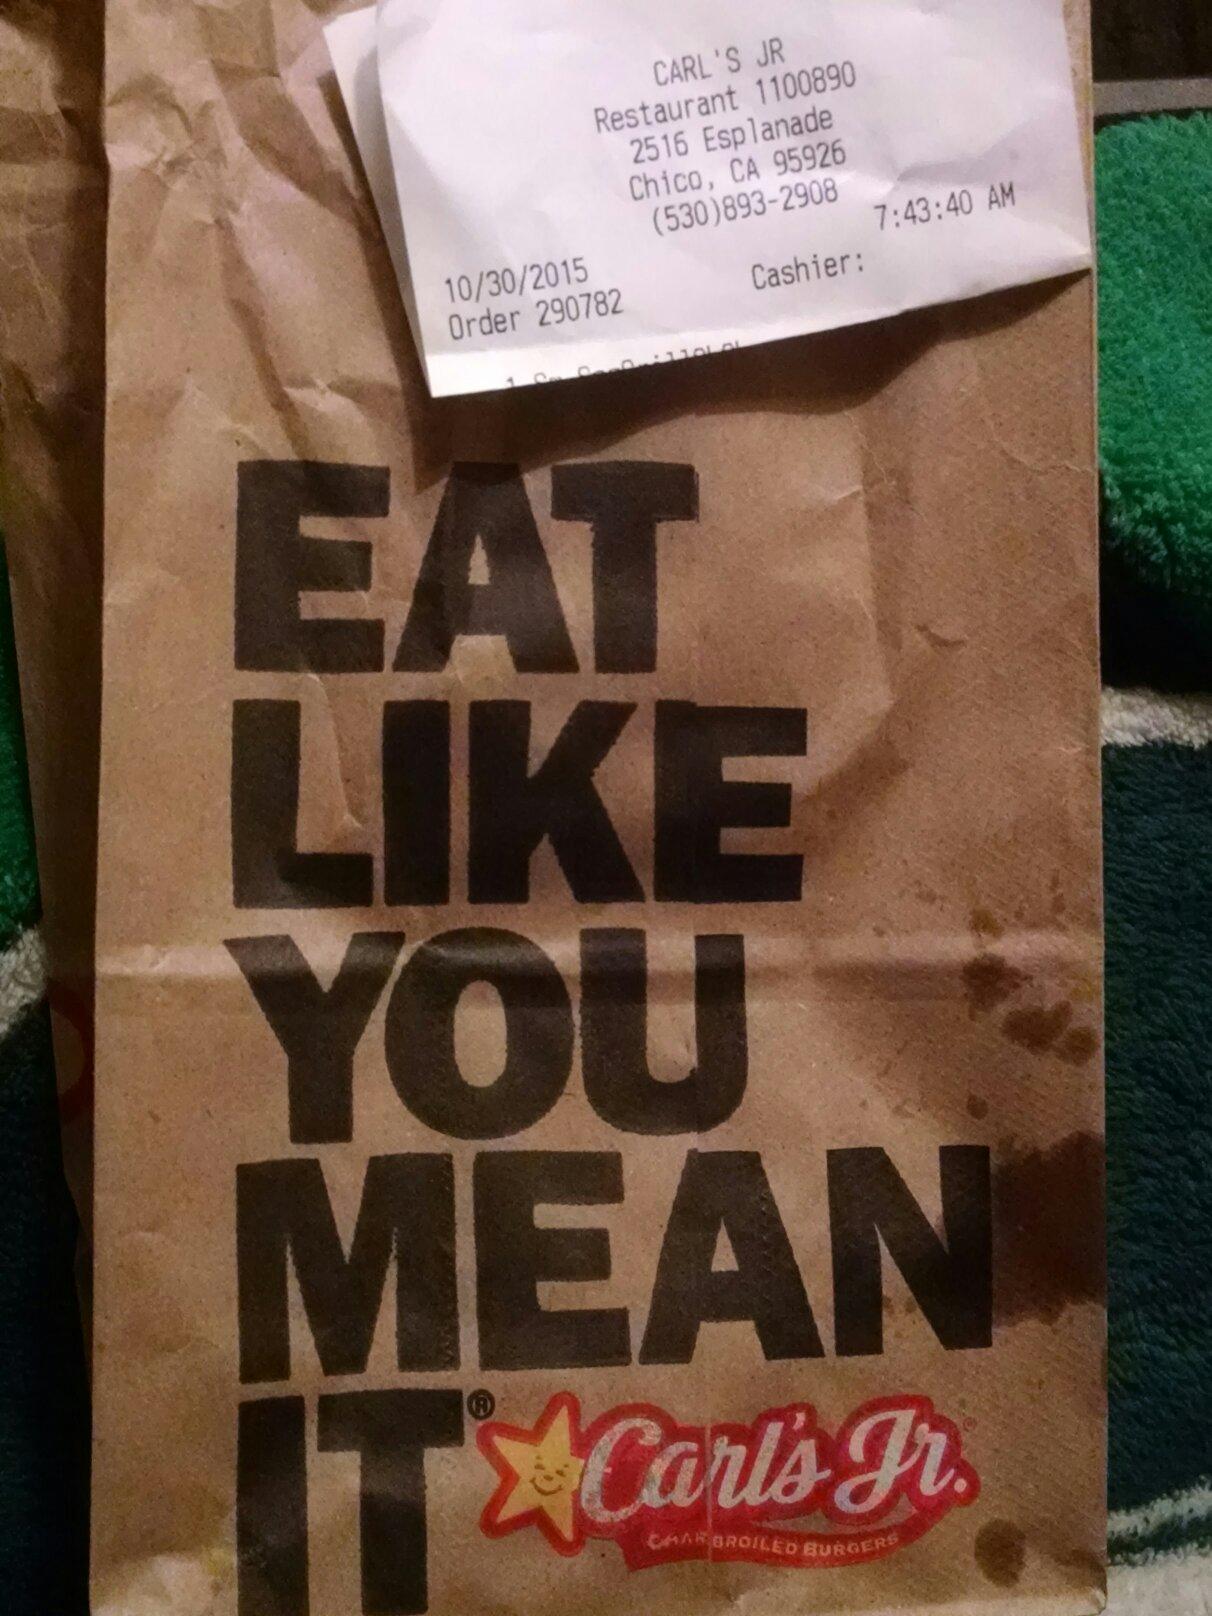 CARL'S JR
Restaurant 1100890
2516 Esplanade
Chico, CA 95926
(530)893-2908
7:43:40 AM
10/30/2015
Cashier:
Order 290782
EAT
LIKE
YOU
MEAN
IT®
Carl's Jr.®
CHARBROILED BURGERS